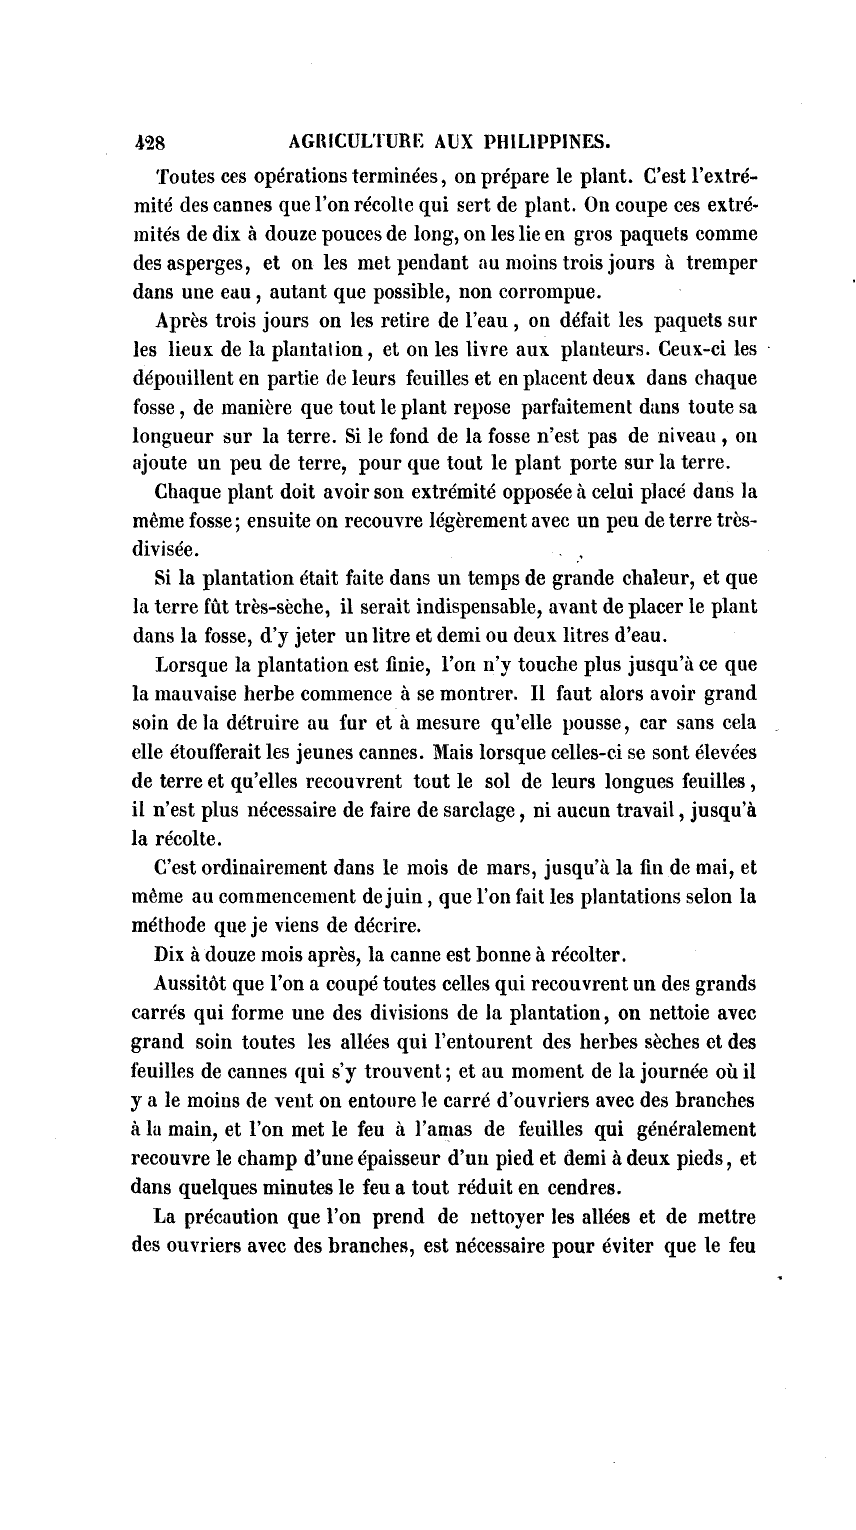 428 AGRICULTURE AUX PHILIPPINES.
Toutes ces opérations terminées, on prépare le plant. C'est l'extré-
mité des cannes que l'on récolte qui sert de plant. On coupe ces extré-
mités de dix à douze pouces de long, on les lie en gros paquets comme
des asperges, et on les met pendant au moins trois jours à tremper
dans une eau, autant que possible, non corrompue.
Après trois jours on les retire de l'eau, on défait les paquets sur
les lieux de la plantation, et on les livre aux planteurs. Ceux-ci les
dépouillent en partie de leurs feuilles et en placent deux dans chaque
fosse, de manière que tout le plant repose parfaitement dans toute sa
longueur sur la terre. Si le fond de la fosse n'est pas de niveau, on
ajoute un peu de terre, pour que tout le plant porte sur la terre.
Chaque plant doit avoir son extrémité opposée à celui placé dans la
même fosse; ensuite on recouvre légèrement avec un peu de terre très-
divisée.
Si la plantation était faite dans un temps de grande chaleur, et que
la terre fût très-sèche, il serait indispensable, avant de placer le plant
dans la fosse, d'y jeter un litre et demi ou deux litres d'eau.
Lorsque la plantation est finie, l'on n'y touche plus jusqu'à ce que
la mauvaise herbe commence à se montrer. Il faut alors avoir grand
soin de la détruire au fur et à mesure qu'elle pousse, car sans cela
elle étoufferait les jeunes cannes. Mais lorsque celles-ci se sont élevées
de terre et qu'elles recouvrent tout le sol de leurs longues feuilles,
il n'est plus nécessaire de faire de sarclage, ni aucun travail, jusqu'à
la récolte.
C'est ordinairement dans le mois de mars, jusqu'à la fin de mai, et
même au commencement de juin, que l'on fait les plantations selon la
méthode que je viens de décrire.
Dix à douze mois après, la canne est bonne à récolter.
Aussitôt que l'on a coupé toutes celles qui recouvrent un des grands
carrés qui forme une des divisions de la plantation, on nettoie avec
grand soin toutes les allées qui l'entourent des herbes sèches et des
feuilles de cannes qui s'y trouvent; et au moment de la journée où il
y a le moins de vent on entoure le carré d'ouvriers avec des branches
à la main, et l'on met le feu à l'amas de feuilles qui généralement
recouvre le champ d'une épaisseur d'un pied et demi à deux pieds, et
dans quelques minutes le feu a tout réduit en cendres.
La précaution que l'on prend de nettoyer les allées et de mettre
des ouvriers avec des branches, est nécessaire pour éviter que le feu